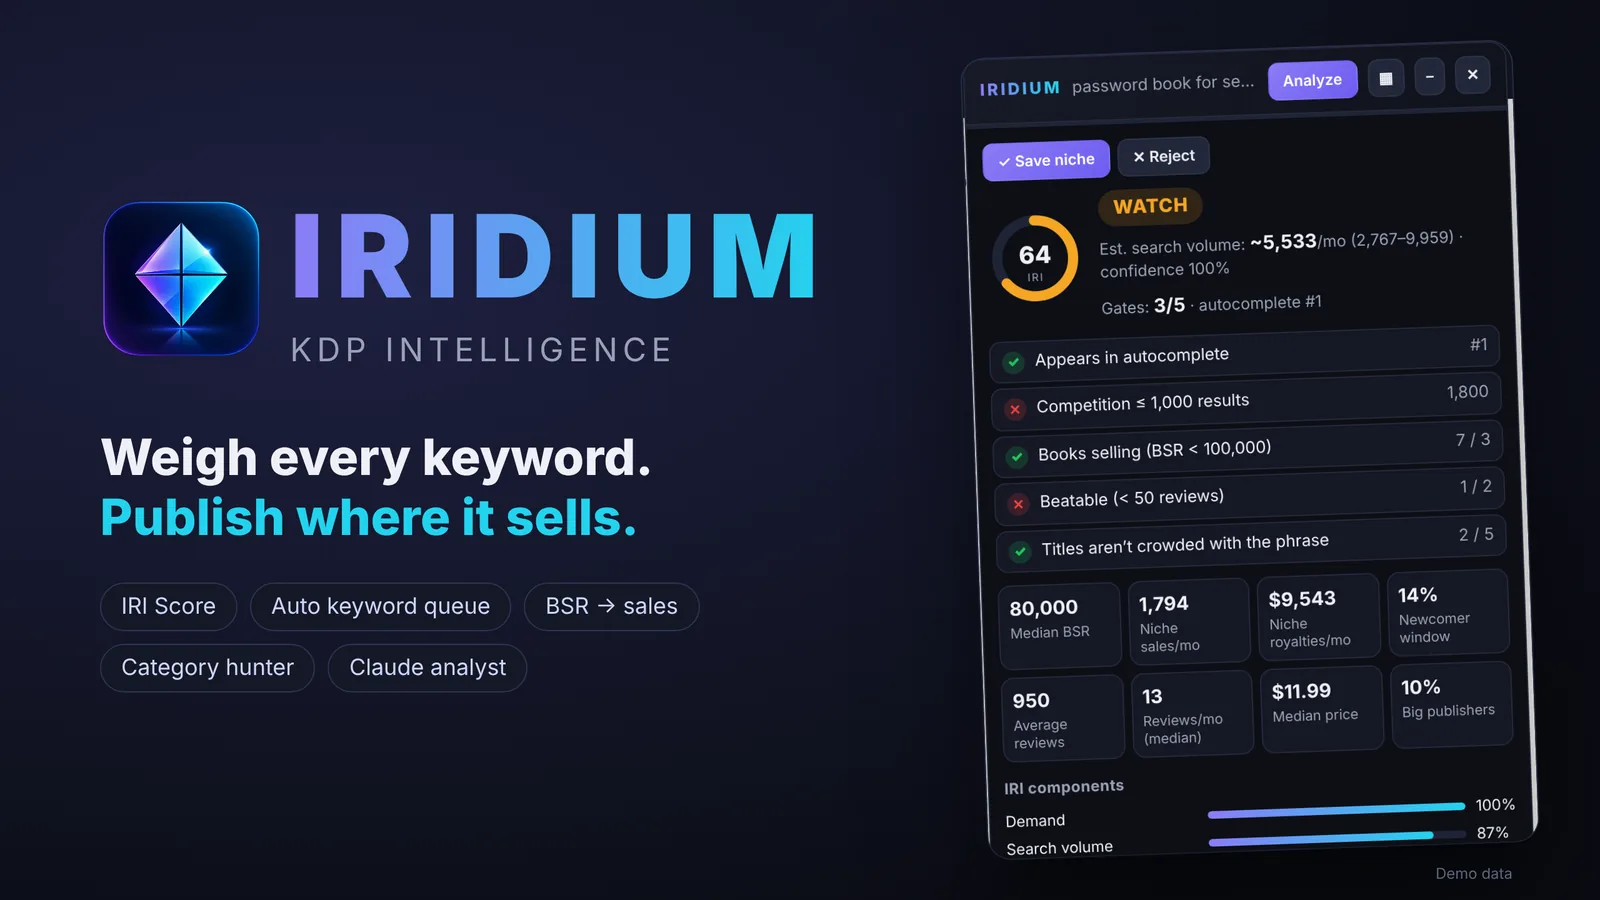 IRIDIUM
KDP INTELLIGENCE
Weigh every keyword.
Publish where it sells.
IRI Score
Auto keyword queue
BSR → sales
Category hunter
Claude analyst
IRIDIUM password book for se... Analyze ▦ – ✕
✓ Save niche ✕ Reject
WATCH
64
IRI
Est. search volume: ~5,533/mo (2,767–9,959) ·
confidence 100%
Gates: 3/5 · autocomplete #1
Appears in autocomplete #1
Competition ≤ 1,000 results 1,800
Books selling (BSR < 100,000) 7 / 3
Beatable (< 50 reviews) 1 / 2
Titles aren’t crowded with the phrase 2 / 5
80,000
Median BSR
1,794
Niche
sales/mo
$9,543
Niche
royalties/mo
14%
Newcomer
window
950
Average
reviews
13
Reviews/mo
(median)
$11.99
Median price
10%
Big publishers
IRI components
Demand 100%
Search volume 87%
Demo data